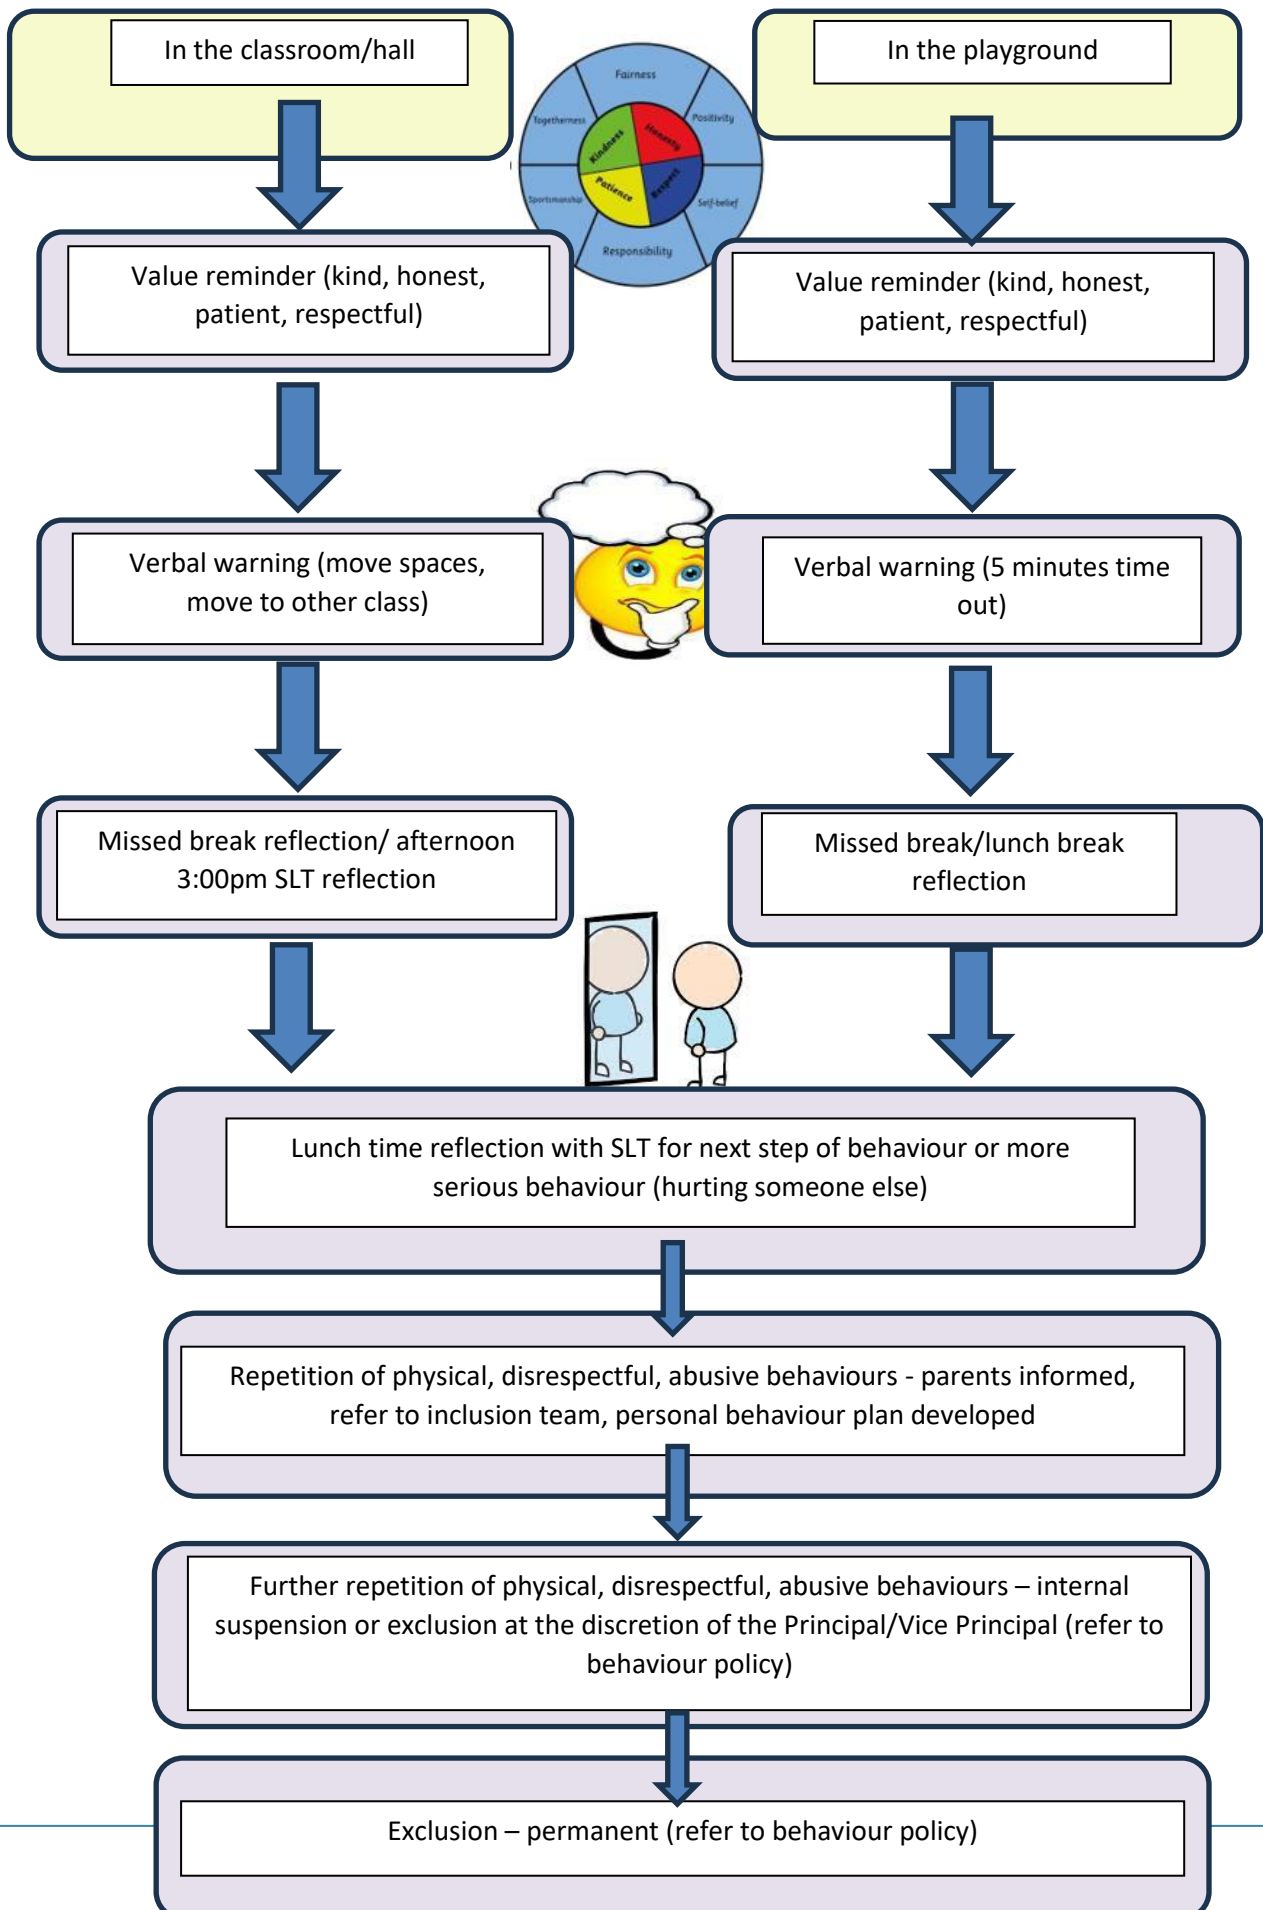 In the classroom/hall
In the playground
Fairness
Togetherness
Positivity
Kindness
Honesty
Patience
Respect
Sportsmanship
Self-belief
Responsibility
Value reminder (kind, honest,
patient, respectful)
Value reminder (kind, honest,
patient, respectful)
Verbal warning (move spaces,
move to other class)
Verbal warning (5 minutes time
out)
Missed break reflection/ afternoon
3:00pm SLT reflection
Missed break/lunch break
reflection
Lunch time reflection with SLT for next step of behaviour or more
serious behaviour (hurting someone else)
Repetition of physical, disrespectful, abusive behaviours - parents informed,
refer to inclusion team, personal behaviour plan developed
Further repetition of physical, disrespectful, abusive behaviours – internal
suspension or exclusion at the discretion of the Principal/Vice Principal (refer to
behaviour policy)
Exclusion – permanent (refer to behaviour policy)